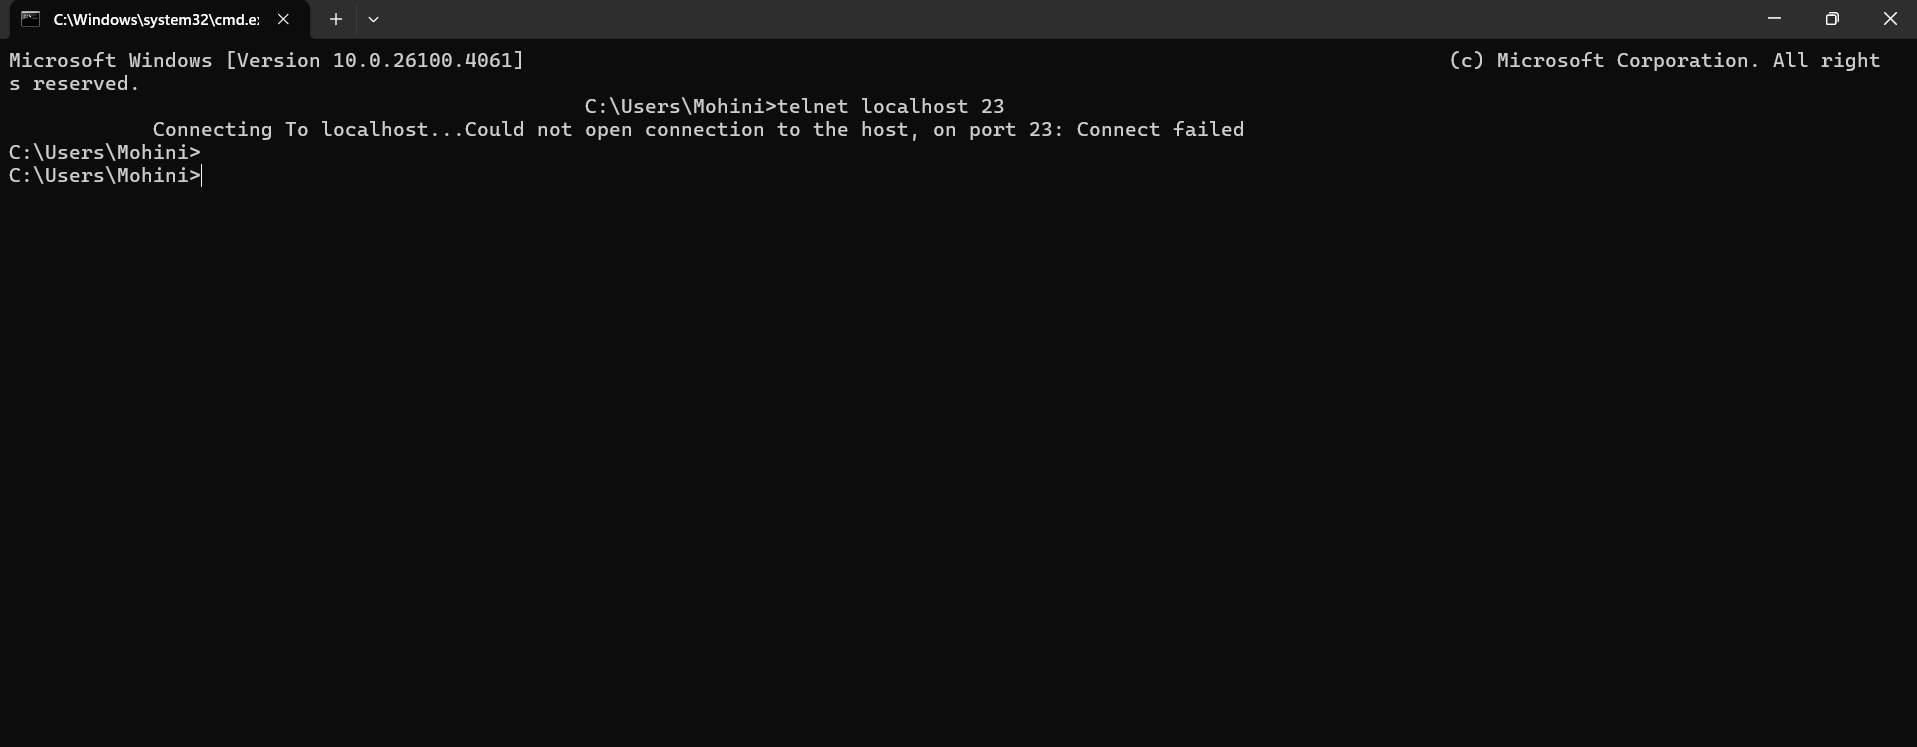 C:\Windows\system32\cmd.e
Microsoft Windows [Version 10.0.26100.4061] (c) Microsoft Corporation. All right
s reserved.
C:\Users\Mohini>telnet localhost 23
Connecting To localhost...Could not open connection to the host, on port 23: Connect failed
C:\Users\Mohini>
C:\Users\Mohini>